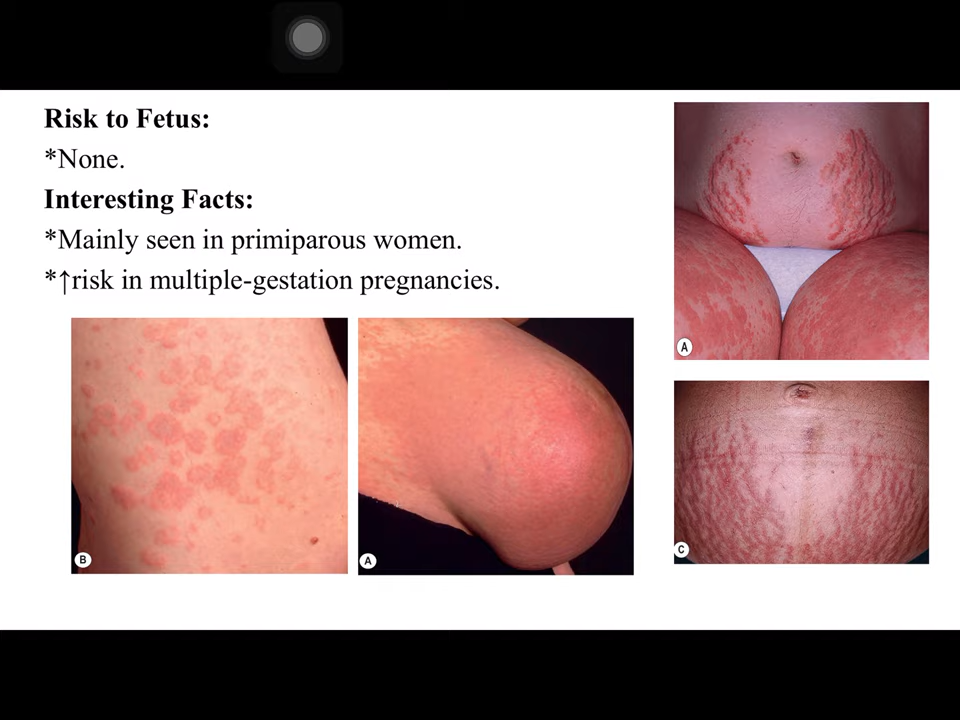 Risk to Fetus:
*None.
Interesting Facts:
*Mainly seen in primiparous women.
*↑risk in multiple-gestation pregnancies.
A
B
A
C